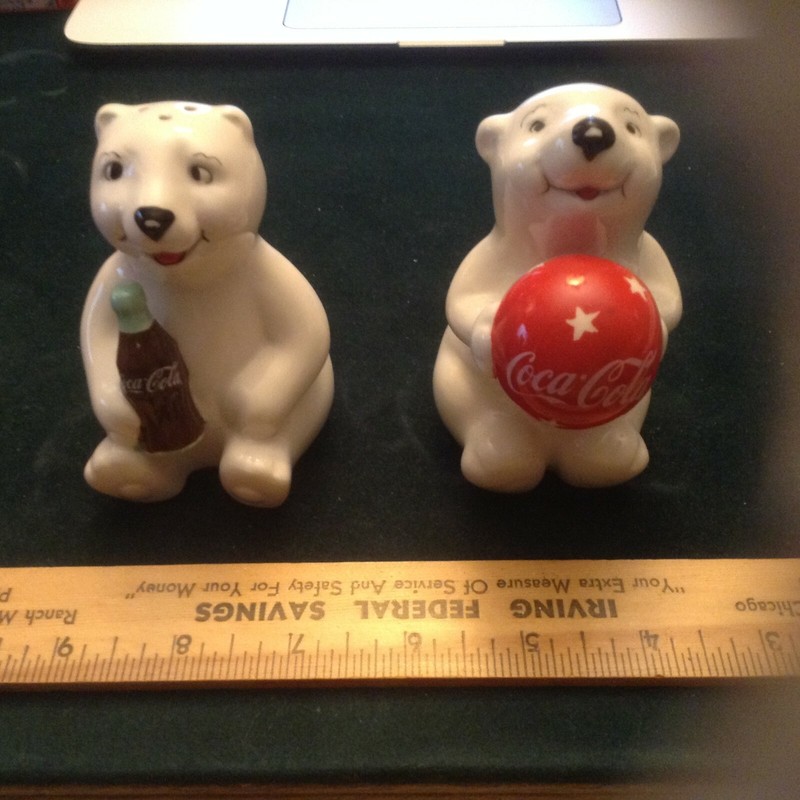 Coca-Cola
Coca-Cola
"Your Extra Measure Of Service And Safety For Your Money"
Chicago IRVING FEDERAL SAVINGS Ranch M
3 4 5 6 7 8 9